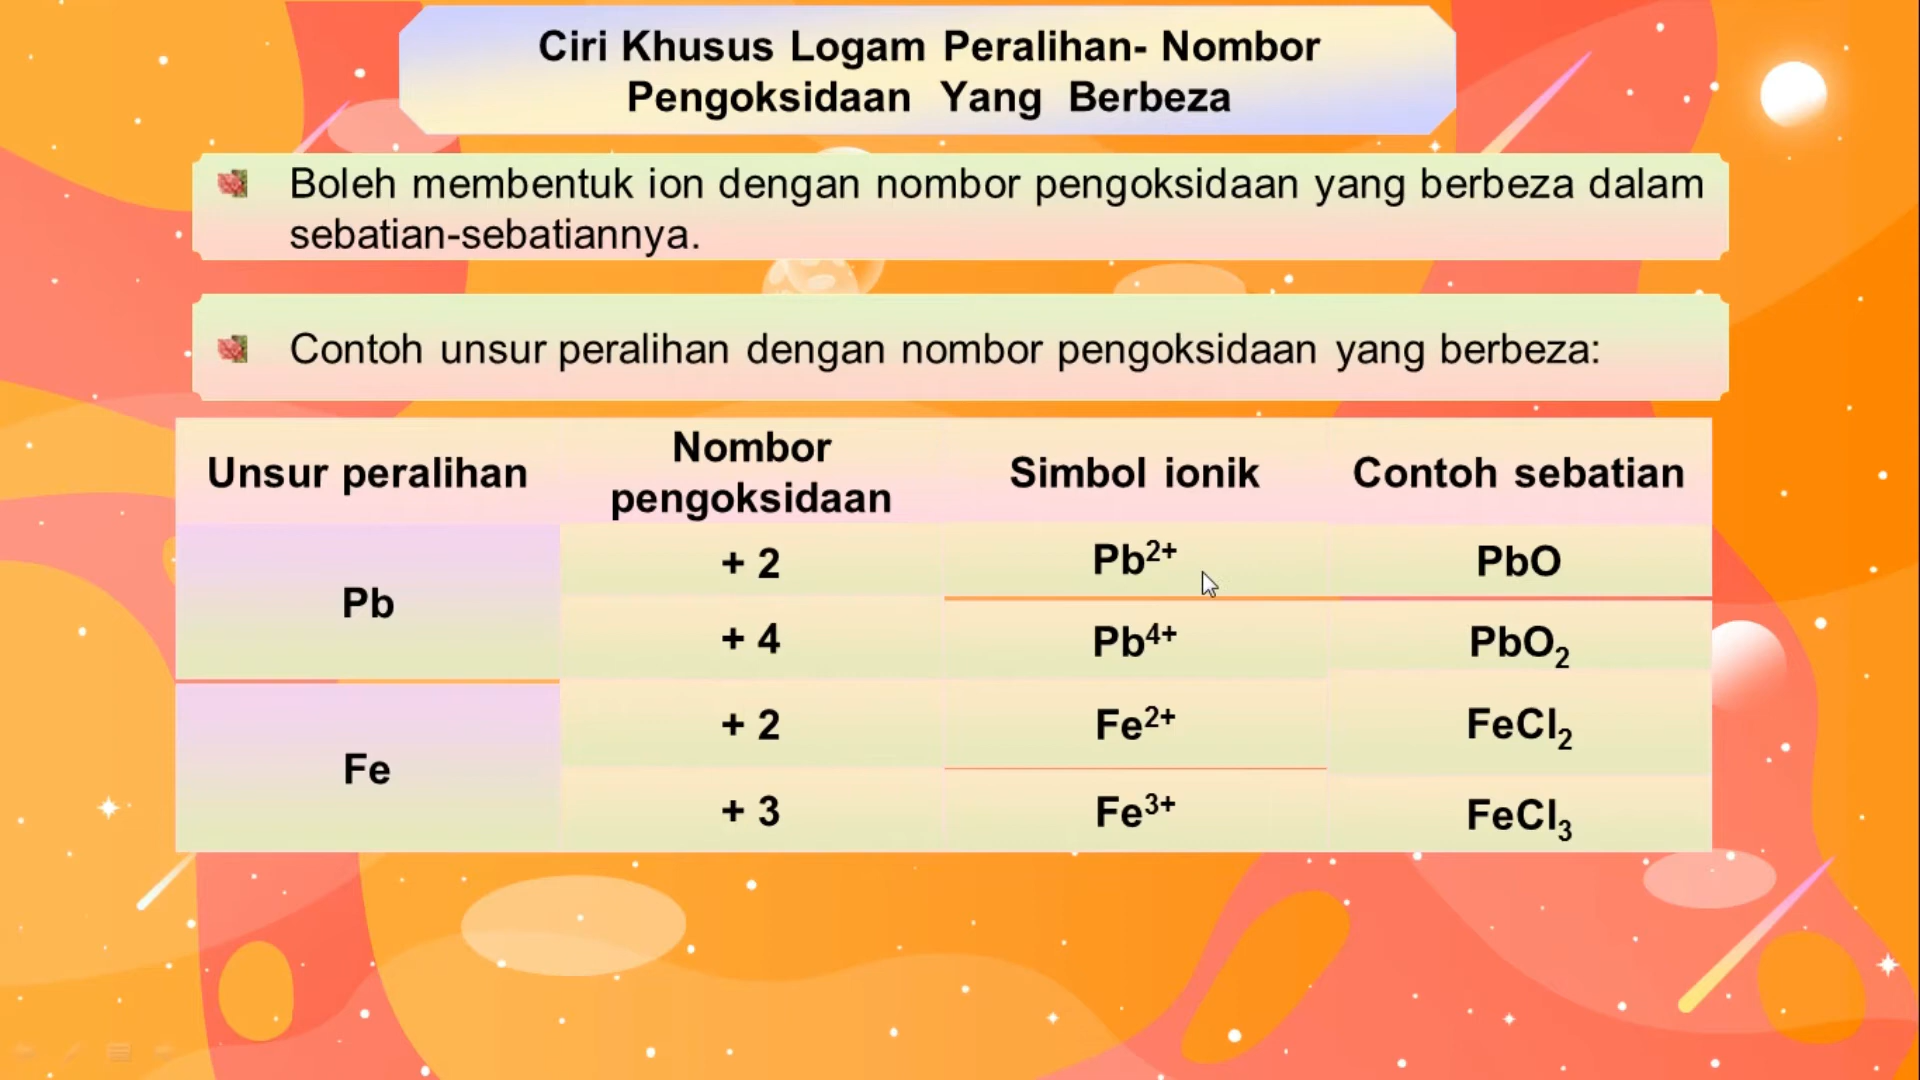 Ciri Khusus Logam Peralihan- Nombor
Pengoksidaan Yang Berbeza
Boleh membentuk ion dengan nombor pengoksidaan yang berbeza dalam
sebatian-sebatiannya.
Contoh unsur peralihan dengan nombor pengoksidaan yang berbeza:
Unsur peralihan Nombor pengoksidaan Simbol ionik Contoh sebatian
Pb + 2 Pb²⁺ PbO
+ 4 Pb⁴⁺ PbO₂
Fe + 2 Fe²⁺ FeCl₂
+ 3 Fe³⁺ FeCl₃